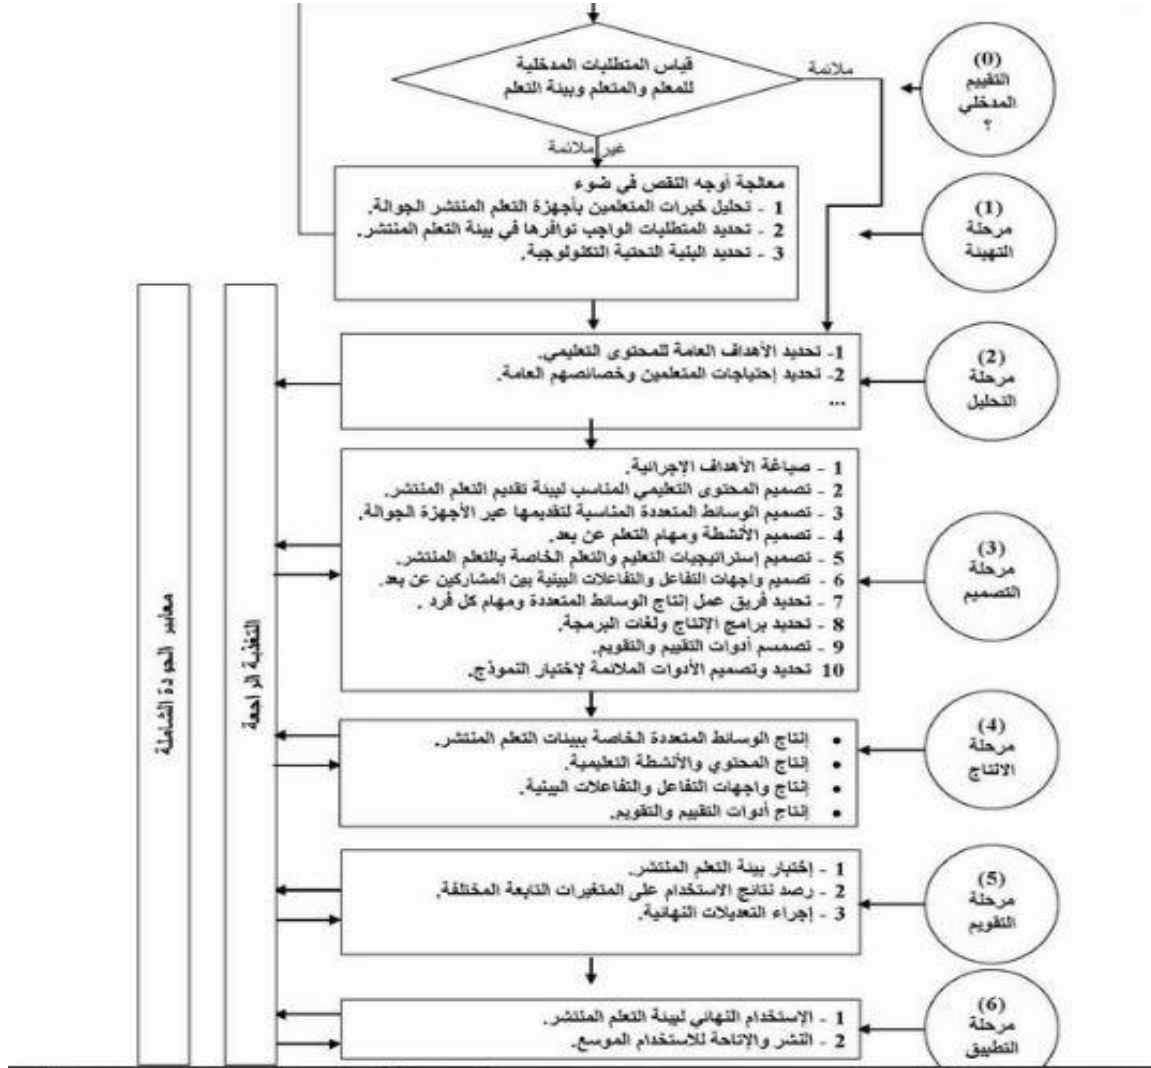 قياس المتطلبات المدخلية
للمعلم والمتعلم وبيئة التعلم
ملائمة
غير ملائمة
(0)
التقييم
المدخلي
؟
معالجة أوجه النقص في ضوء
1 - تحليل خبرات المتعلمين بأجهزة التعلم المنتشر الجوالة.
2 - تحديد المتطلبات الواجب توافرها في بيئة التعلم المنتشر.
3 - تحديد البنية التحتية التكنولوجية.
(1)
مرحلة
التهيئة
1- تحديد الأهداف العامة للمحتوى التعليمي.
2- تحديد إحتياجات المتعلمين وخصائصهم العامة.
...
(2)
مرحلة
التحليل
1 - صياغة الأهداف الإجرائية.
2 - تصميم المحتوى التعليمي المناسب لبيئة تقديم التعلم المنتشر.
3 - تصميم الوسائط المتعددة المناسبة لتقديمها عبر الأجهزة الجوالة.
4 - تصميم الأنشطة ومهام التعلم عن بعد.
5 - تصميم إستراتيجيات التعليم والتعلم الخاصة بالتعلم المنتشر.
6 - تصميم واجهات التفاعل والتفاعلات البينية بين المشاركين عن بعد.
7 - تحديد فريق عمل إنتاج الوسائط المتعددة ومهام كل فرد .
8 - تحديد برامج الإنتاج ولغات البرمجة.
9 - تصمسم أدوات التقييم والتقويم.
10 تحديد وتصميم الأدوات الملائمة لإختبار النموذج.
(3)
مرحلة
التصميم
• إنتاج الوسائط المتعددة الخاصة ببيئات التعلم المنتشر.
• إنتاج المحتوي والأنشطة التعليمية.
• إنتاج واجهات التفاعل والتفاعلات البينية.
• إنتاج أدوات التقييم والتقويم.
(4)
مرحلة
الانتاج
1 - إختبار بيئة التعلم المنتشر.
2 - رصد نتائج الاستخدام على المتغيرات التابعة المختلفة.
3 - إجراء التعديلات النهائية.
(5)
مرحلة
التقويم
1 - الإستخدام النهائي لبيئة التعلم المنتشر.
2 - النشر والإتاحة للاستخدام الموسع.
(6)
مرحلة
التطبيق
التغذية الراجعة
معايير الجودة الشاملة